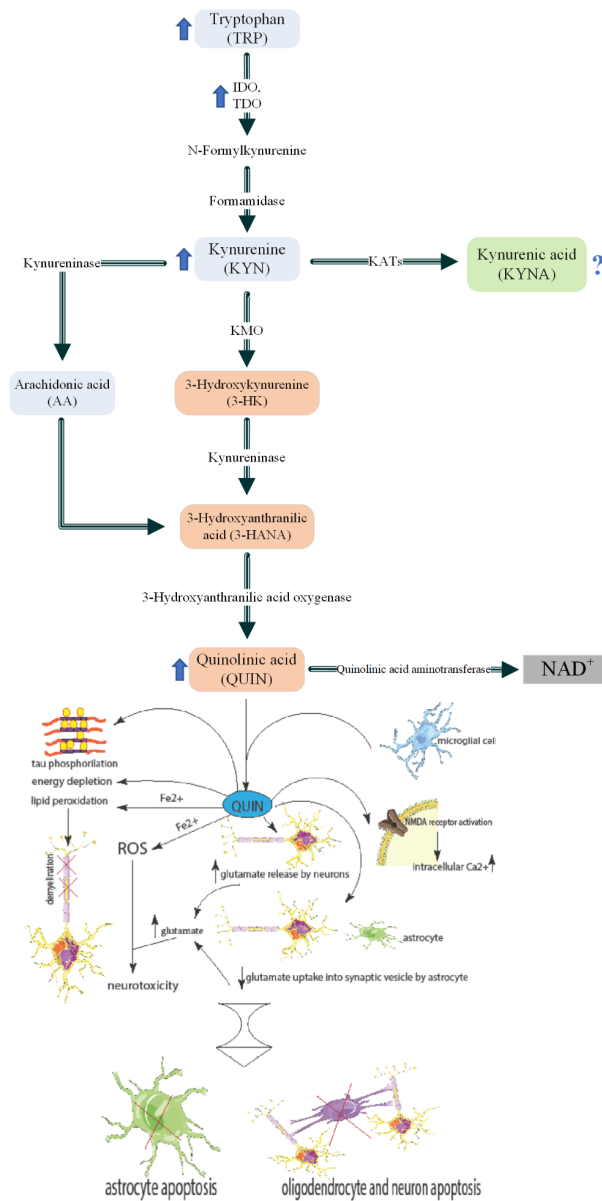 Tryptophan
(TRP)
IDO,
TDO
N-Formylkynurenine
Formamidase
Kynureninase
Kynurenine
(KYN)
KATs
Kynurenic acid
(KYNA)
?
KMO
Arachidonic acid
(AA)
3-Hydroxykynurenine
(3-HK)
Kynureninase
3-Hydroxyanthranilic
acid (3-HANA)
3-Hydroxyanthranilic acid oxygenase
Quinolinic acid
(QUIN)
Quinolinic acid aminotransferase
NAD+
tau phosphorilation
energy depletion
lipid peroxidation
Fe2+
Fe2+
QUIN
microglial cell
NMDA receptor activation
intracellular Ca2+
ROS
demyelination
glutamate release by neurons
glutamate
astrocyte
neurotoxicity
glutamate uptake into synaptic vesicle by astrocyte
astrocyte apoptosis
oligodendrocyte and neuron apoptosis